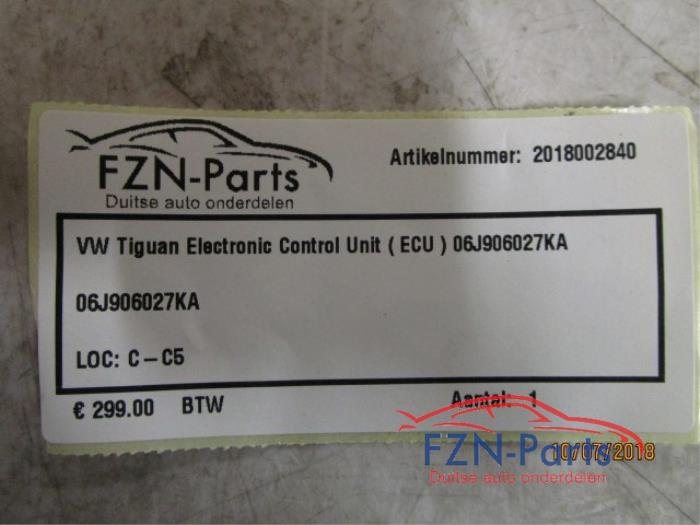 FZN-Parts
Duitse auto onderdelen
Artikelnummer: 2018002840
VW Tiguan Electronic Control Unit ( ECU ) 06J906027KA
06J906027KA
LOC: C - C5
€ 299.00 BTW
Aantal: 1
10/07/2018
FZN-Parts
Duitse auto onderdelen